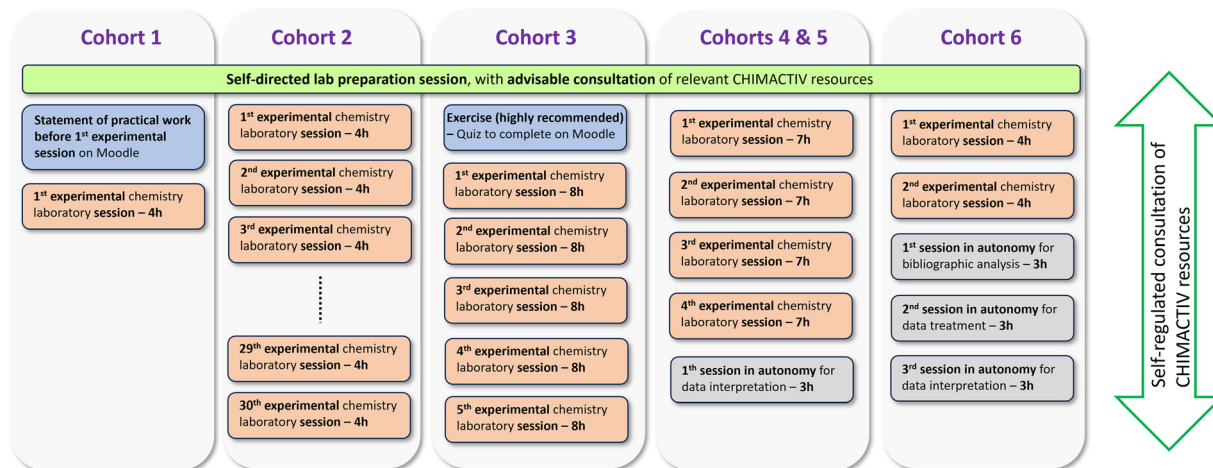 Cohort 1
Cohort 2
Cohort 3
Cohorts 4 & 5
Cohort 6
Self-directed lab preparation session, with advisable consultation of relevant CHIMACTIV resources
Statement of practical work
before 1st experimental
session on Moodle
1st experimental chemistry
laboratory session – 4h
1st experimental chemistry
laboratory session – 4h
2nd experimental chemistry
laboratory session – 4h
3rd experimental chemistry
laboratory session – 4h
29th experimental chemistry
laboratory session – 4h
30th experimental chemistry
laboratory session – 4h
Exercise (highly recommended)
– Quiz to complete on Moodle
1st experimental chemistry
laboratory session – 8h
2nd experimental chemistry
laboratory session – 8h
3rd experimental chemistry
laboratory session – 8h
4th experimental chemistry
laboratory session – 8h
5th experimental chemistry
laboratory session – 8h
1st experimental chemistry
laboratory session – 7h
2nd experimental chemistry
laboratory session – 7h
3rd experimental chemistry
laboratory session – 7h
4th experimental chemistry
laboratory session – 7h
1th session in autonomy for
data interpretation – 3h
1st experimental chemistry
laboratory session – 4h
2nd experimental chemistry
laboratory session – 4h
1st session in autonomy for
bibliographic analysis – 3h
2nd session in autonomy for
data treatment – 3h
3rd session in autonomy for
data interpretation – 3h
Self-regulated consultation of
CHIMACTIV resources